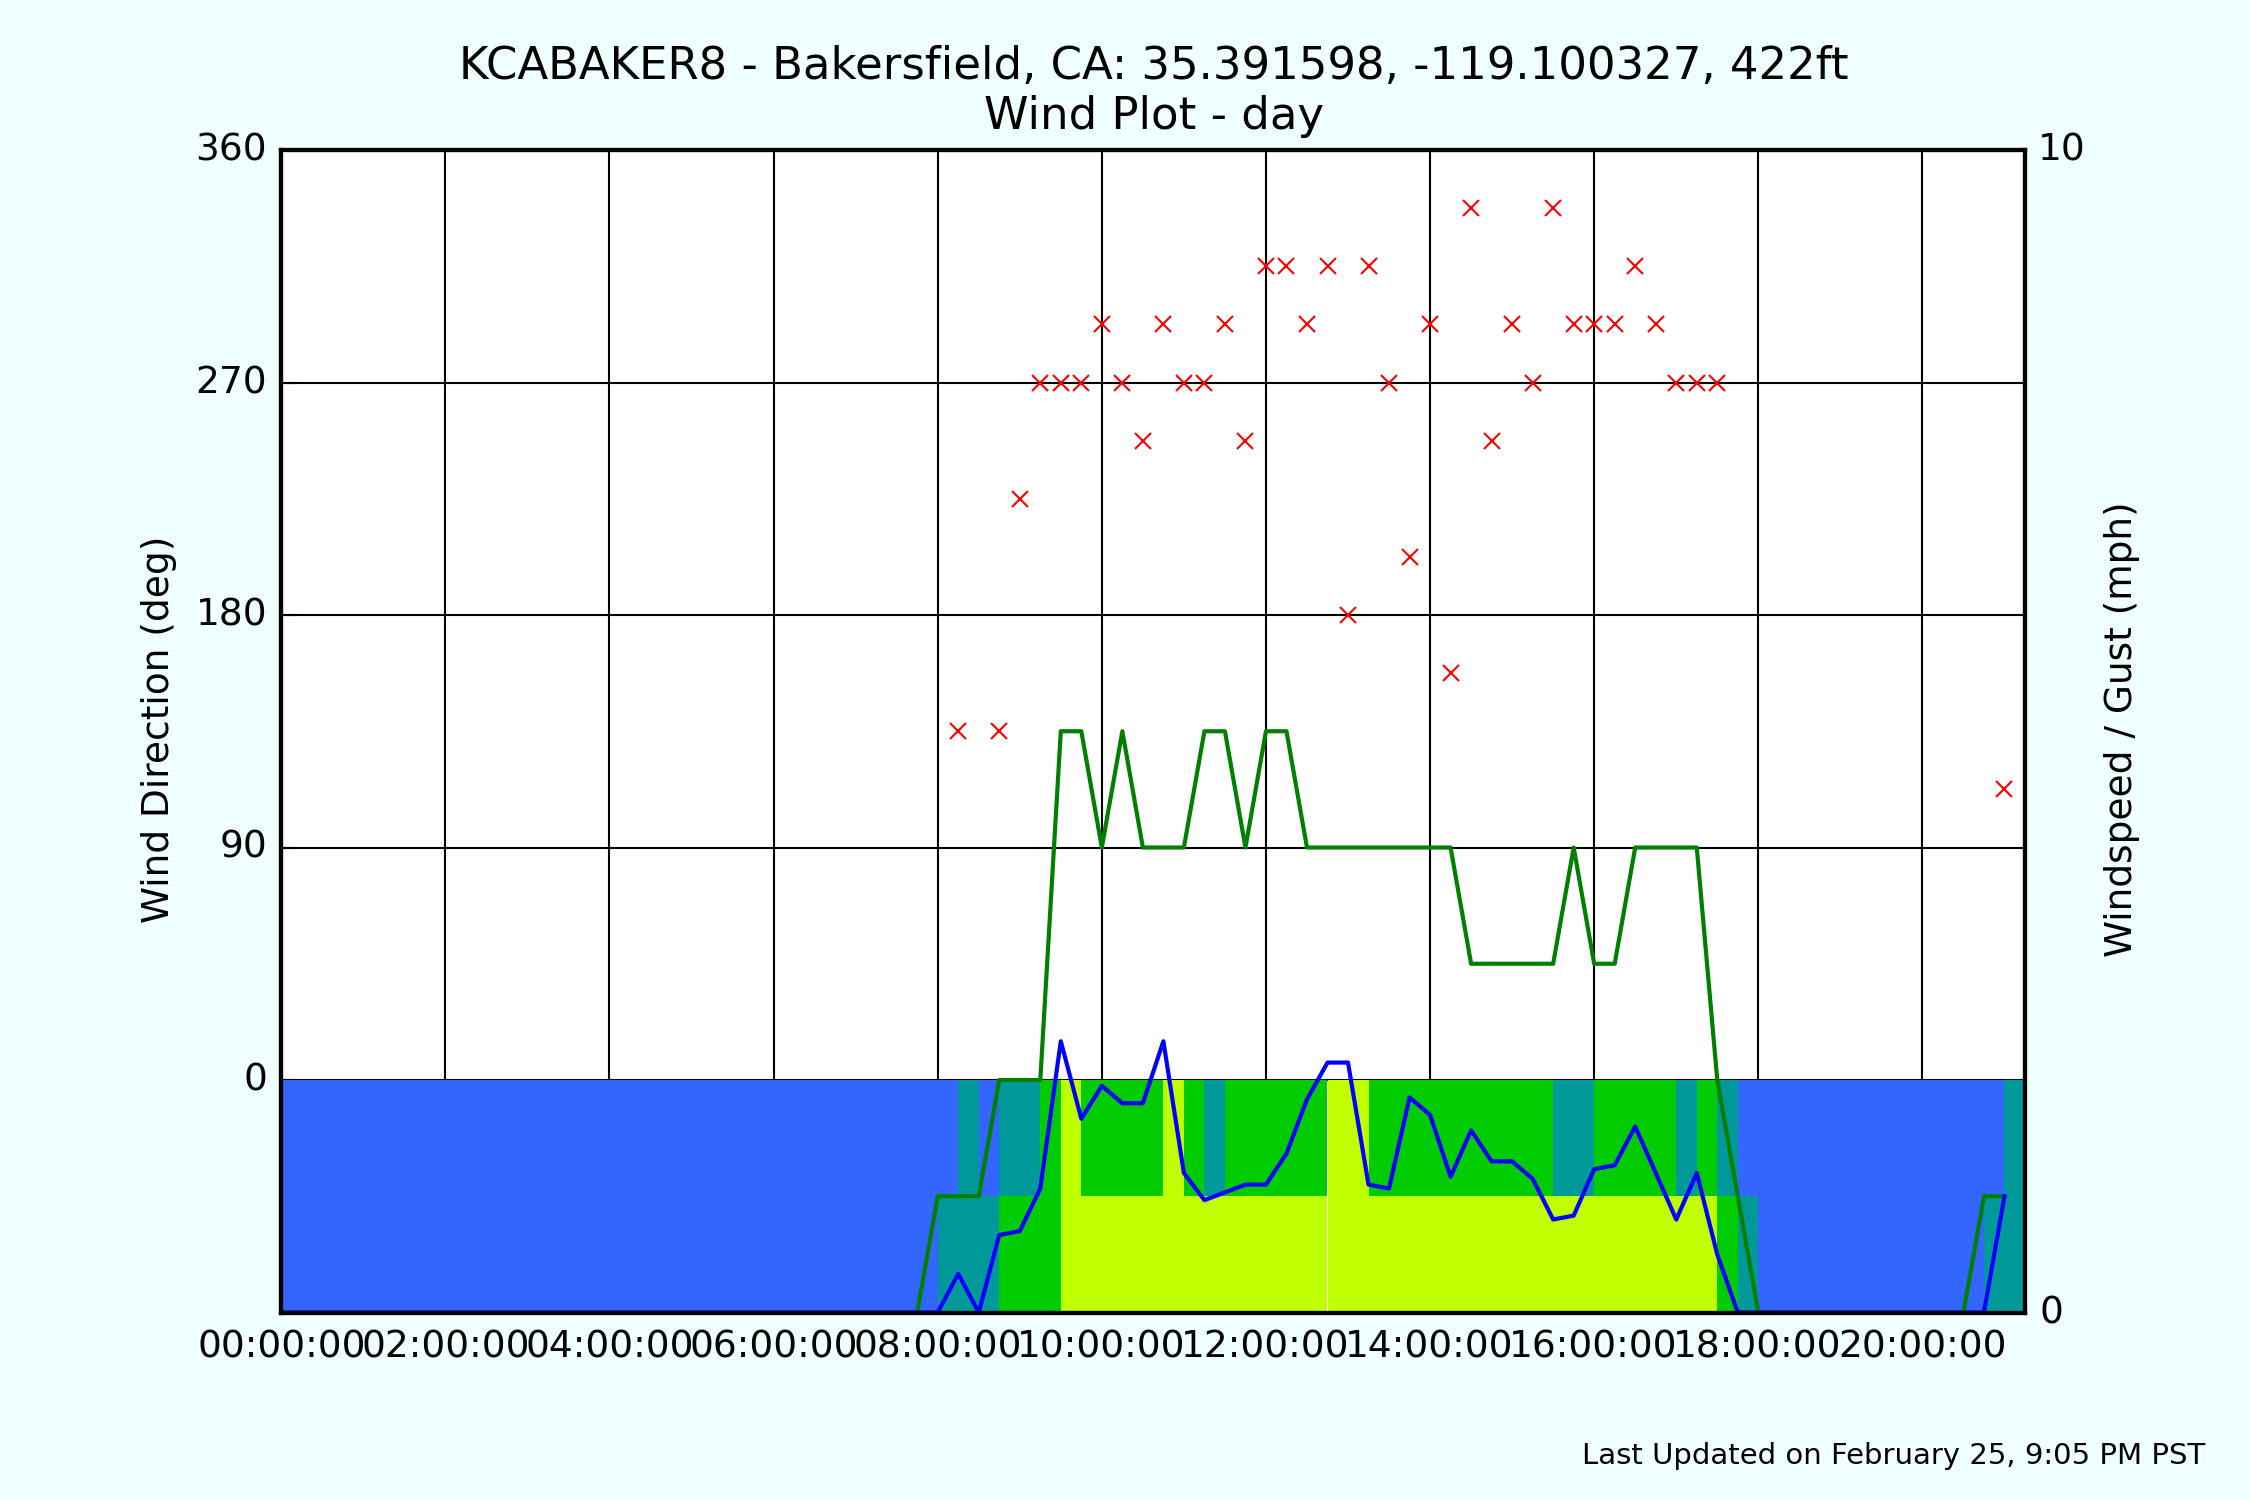 KCABAKER8 - Bakersfield, CA: 35.391598, -119.100327, 422ft
Wind Plot - day
360
10
270
180
90
0
0
Wind Direction (deg)
Windspeed / Gust (mph)
00:00:00 02:00:00 04:00:00 06:00:00 08:00:00 10:00:00 12:00:00 14:00:00 16:00:00 18:00:00 20:00:00
Last Updated on February 25, 9:05 PM PST